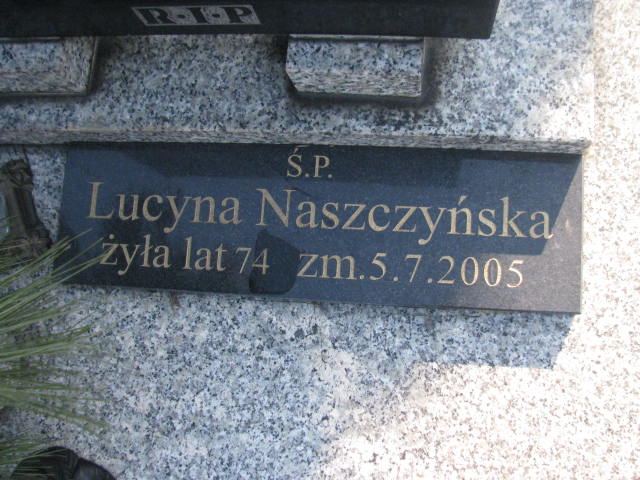 R.I.P
Ś.P.
Lucyna Naszczyńska
żyła lat 74 zm.5.7.2005